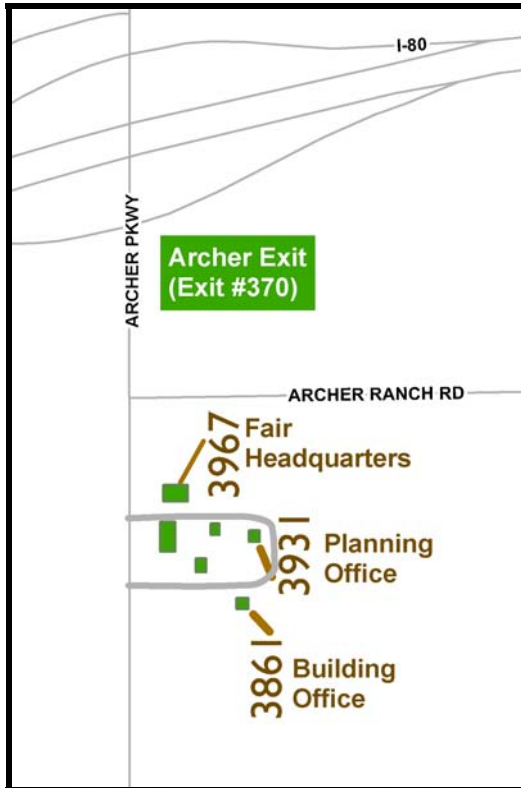 I-80
ARCHER PKWY
Archer Exit
(Exit #370)
ARCHER RANCH RD
3967
Fair
Headquarters
3931
Planning
Office
3861
Building
Office